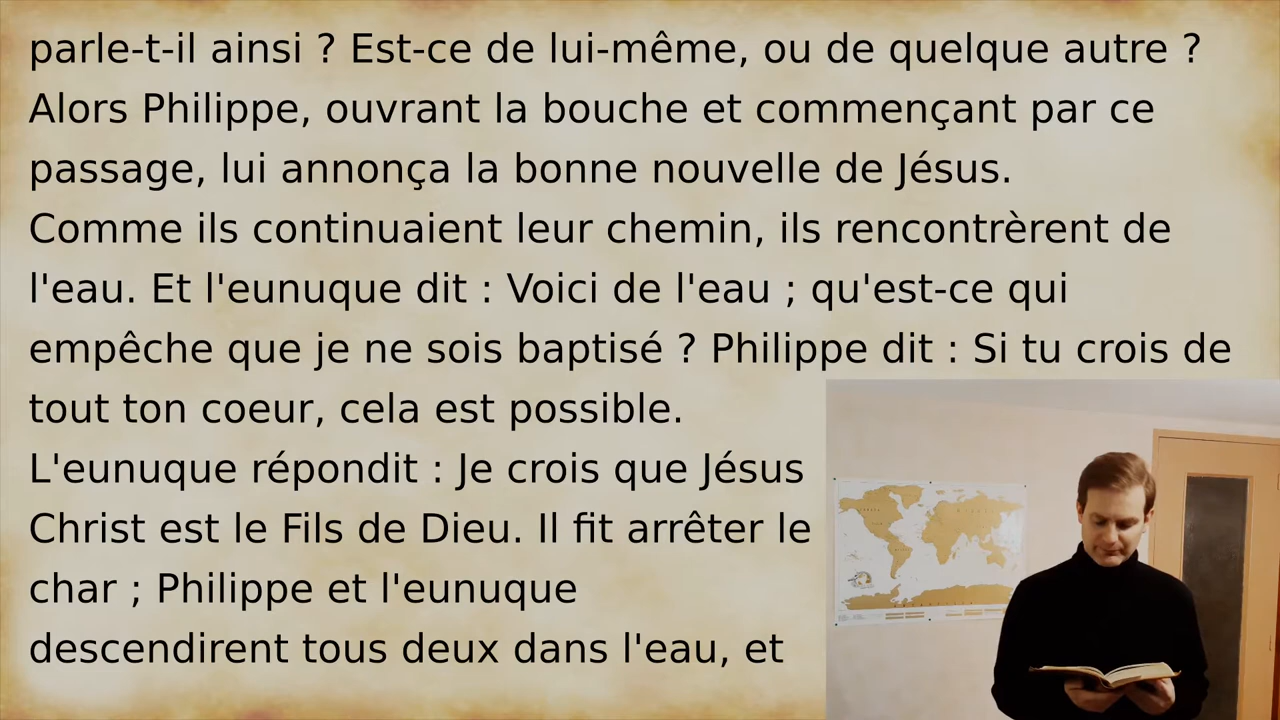 parle-t-il ainsi ? Est-ce de lui-même, ou de quelque autre ?
Alors Philippe, ouvrant la bouche et commençant par ce
passage, lui annonça la bonne nouvelle de Jésus.
Comme ils continuaient leur chemin, ils rencontrèrent de
l'eau. Et l'eunuque dit : Voici de l'eau ; qu'est-ce qui
empêche que je ne sois baptisé ? Philippe dit : Si tu crois de
tout ton coeur, cela est possible.
L'eunuque répondit : Je crois que Jésus
Christ est le Fils de Dieu. Il fit arrêter le
char ; Philippe et l'eunuque
descendirent tous deux dans l'eau, et